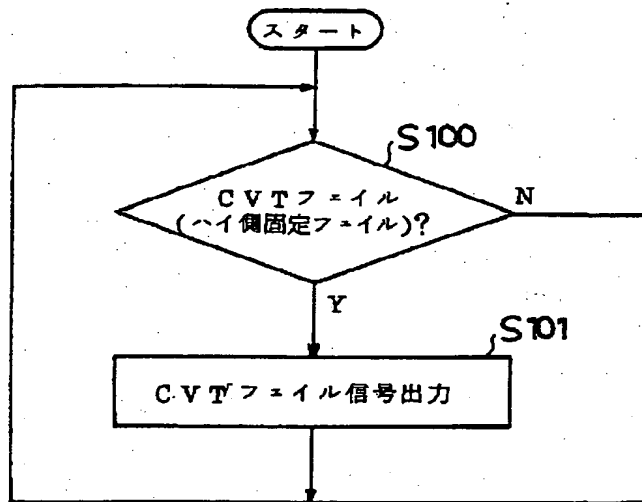 スタート
S100
CVTフェイル
(ハイ側固定フェイル)?
N
Y
S101
CVTフェイル信号出力